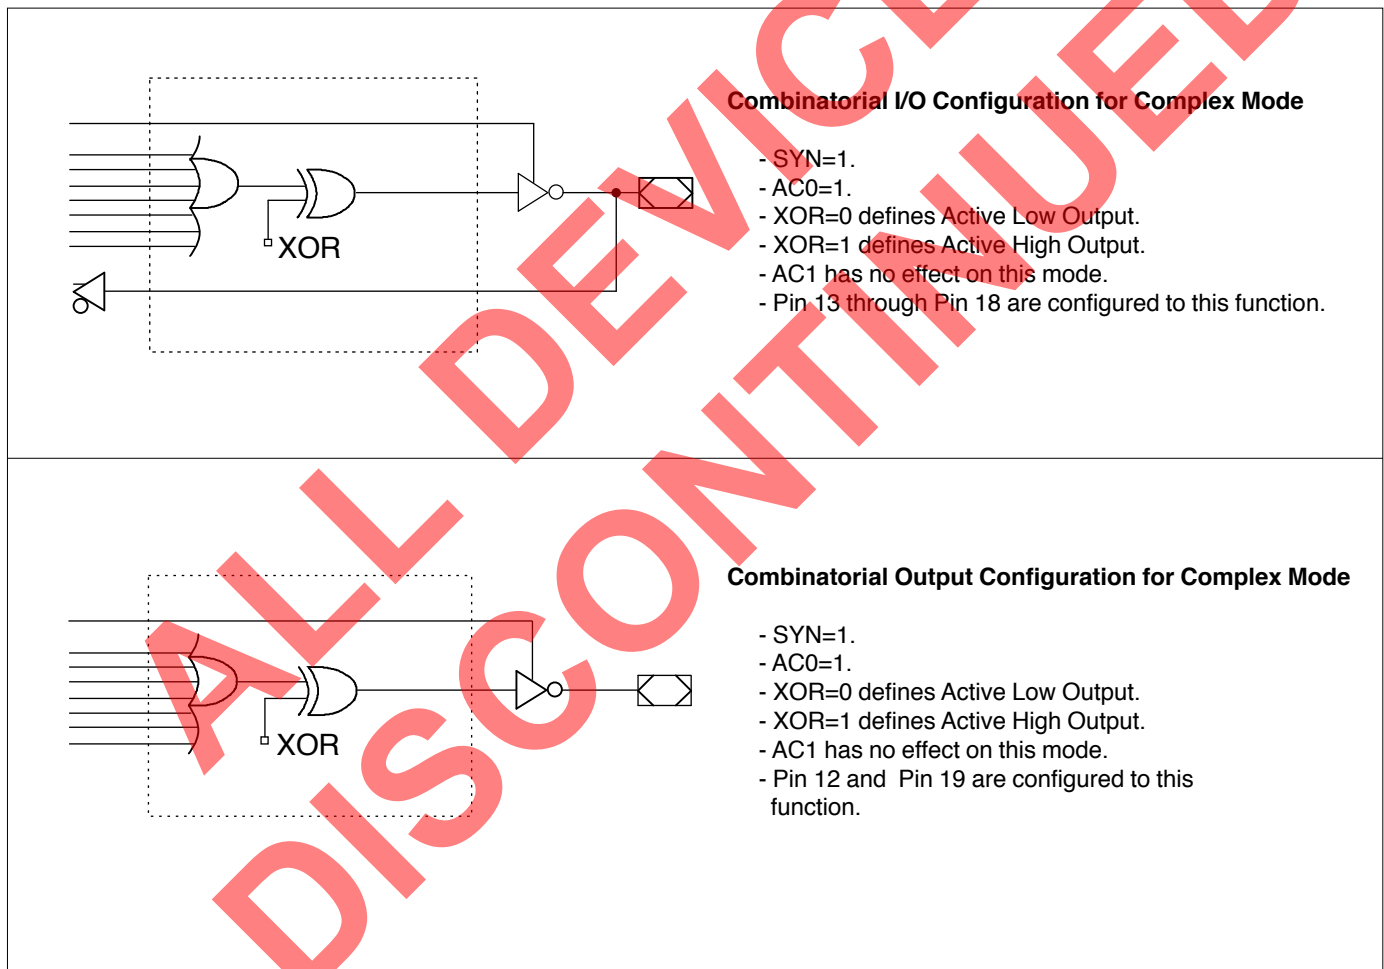 Combinatorial I/O Configuration for Complex Mode
- SYN=1.
- AC0=1.
- XOR=0 defines Active Low Output.
- XOR=1 defines Active High Output.
- AC1 has no effect on this mode.
- Pin 13 through Pin 18 are configured to this function.
XOR
Combinatorial Output Configuration for Complex Mode
- SYN=1.
- AC0=1.
- XOR=0 defines Active Low Output.
- XOR=1 defines Active High Output.
- AC1 has no effect on this mode.
- Pin 12 and  Pin 19 are configured to this
function.
XOR
ALL DEVICE
DISCONTINUED